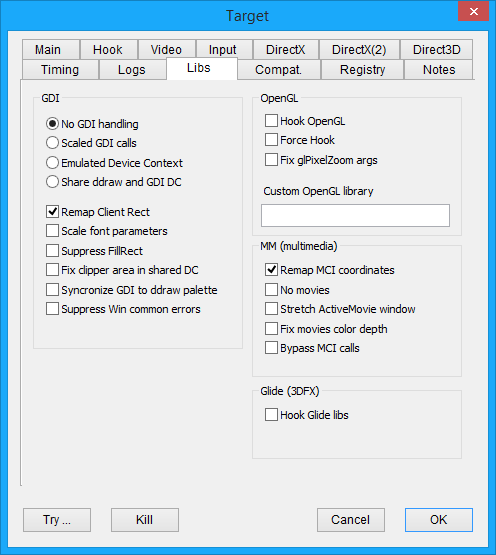 Target
Main Hook Video Input DirectX DirectX(2) Direct3D
Timing Logs Libs Compat. Registry Notes
GDI
No GDI handling
Scaled GDI calls
Emulated Device Context
Share ddraw and GDI DC
Remap Client Rect
Scale font parameters
Suppress FillRect
Fix clipper area in shared DC
Syncronize GDI to ddraw palette
Suppress Win common errors
OpenGL
Hook OpenGL
Force Hook
Fix glPixelZoom args
Custom OpenGL library
MM (multimedia)
Remap MCI coordinates
No movies
Stretch ActiveMovie window
Fix movies color depth
Bypass MCI calls
Glide (3DFX)
Hook Glide libs
Try ... Kill Cancel OK